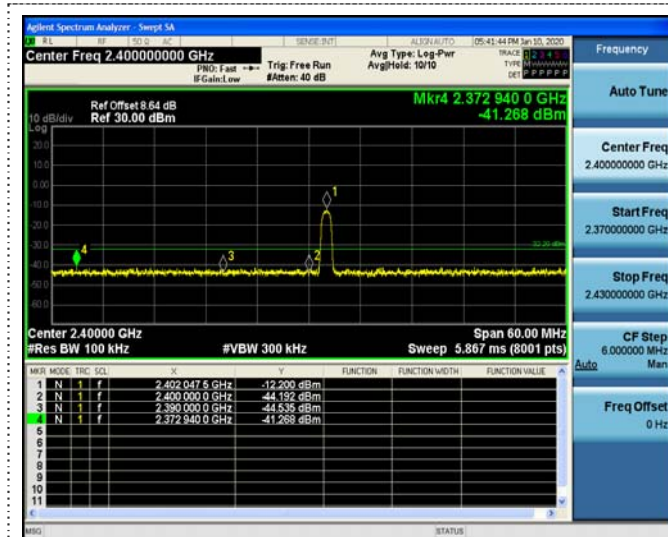 Agilent Spectrum Analyzer - Swept SA
RL RF 50 Ω AC SENSE:INT ALIGN AUTO 05:41:44 PM Jan 10, 2020
Center Freq 2.400000000 GHz
PNO: Fast
IFGain:Low
Trig: Free Run
#Atten: 40 dB
Avg Type: Log-Pwr
Avg|Hold: 10/10
TRACE 1 2 3 4 5 6
TYPE M
DET P P P P P P
Frequency
Auto Tune
Center Freq
2.400000000 GHz
Start Freq
2.370000000 GHz
Stop Freq
2.430000000 GHz
CF Step
6.000000 MHz
Auto Man
Freq Offset
0 Hz
Mkr4 2.372 940 0 GHz
-41.268 dBm
Ref Offset 8.64 dB
Ref 30.00 dBm
10 dB/div
Log
20.0
10.0
0.00
-10.0
-20.0
-30.0
-40.0
-50.0
-60.0
1
2
3
4
-32.20 dBm
Center 2.40000 GHz
#Res BW 100 kHz
#VBW 300 kHz
Span 60.00 MHz
Sweep 5.867 ms (8001 pts)
MKR MODE TRC SCL X Y FUNCTION FUNCTION WIDTH FUNCTION VALUE
1 N 1 f 2.402 047 5 GHz -12.200 dBm
2 N 1 f 2.400 000 0 GHz -44.192 dBm
3 N 1 f 2.390 000 0 GHz -44.535 dBm
4 N 1 f 2.372 940 0 GHz -41.268 dBm
5
6
7
8
9
10
11
MSG STATUS